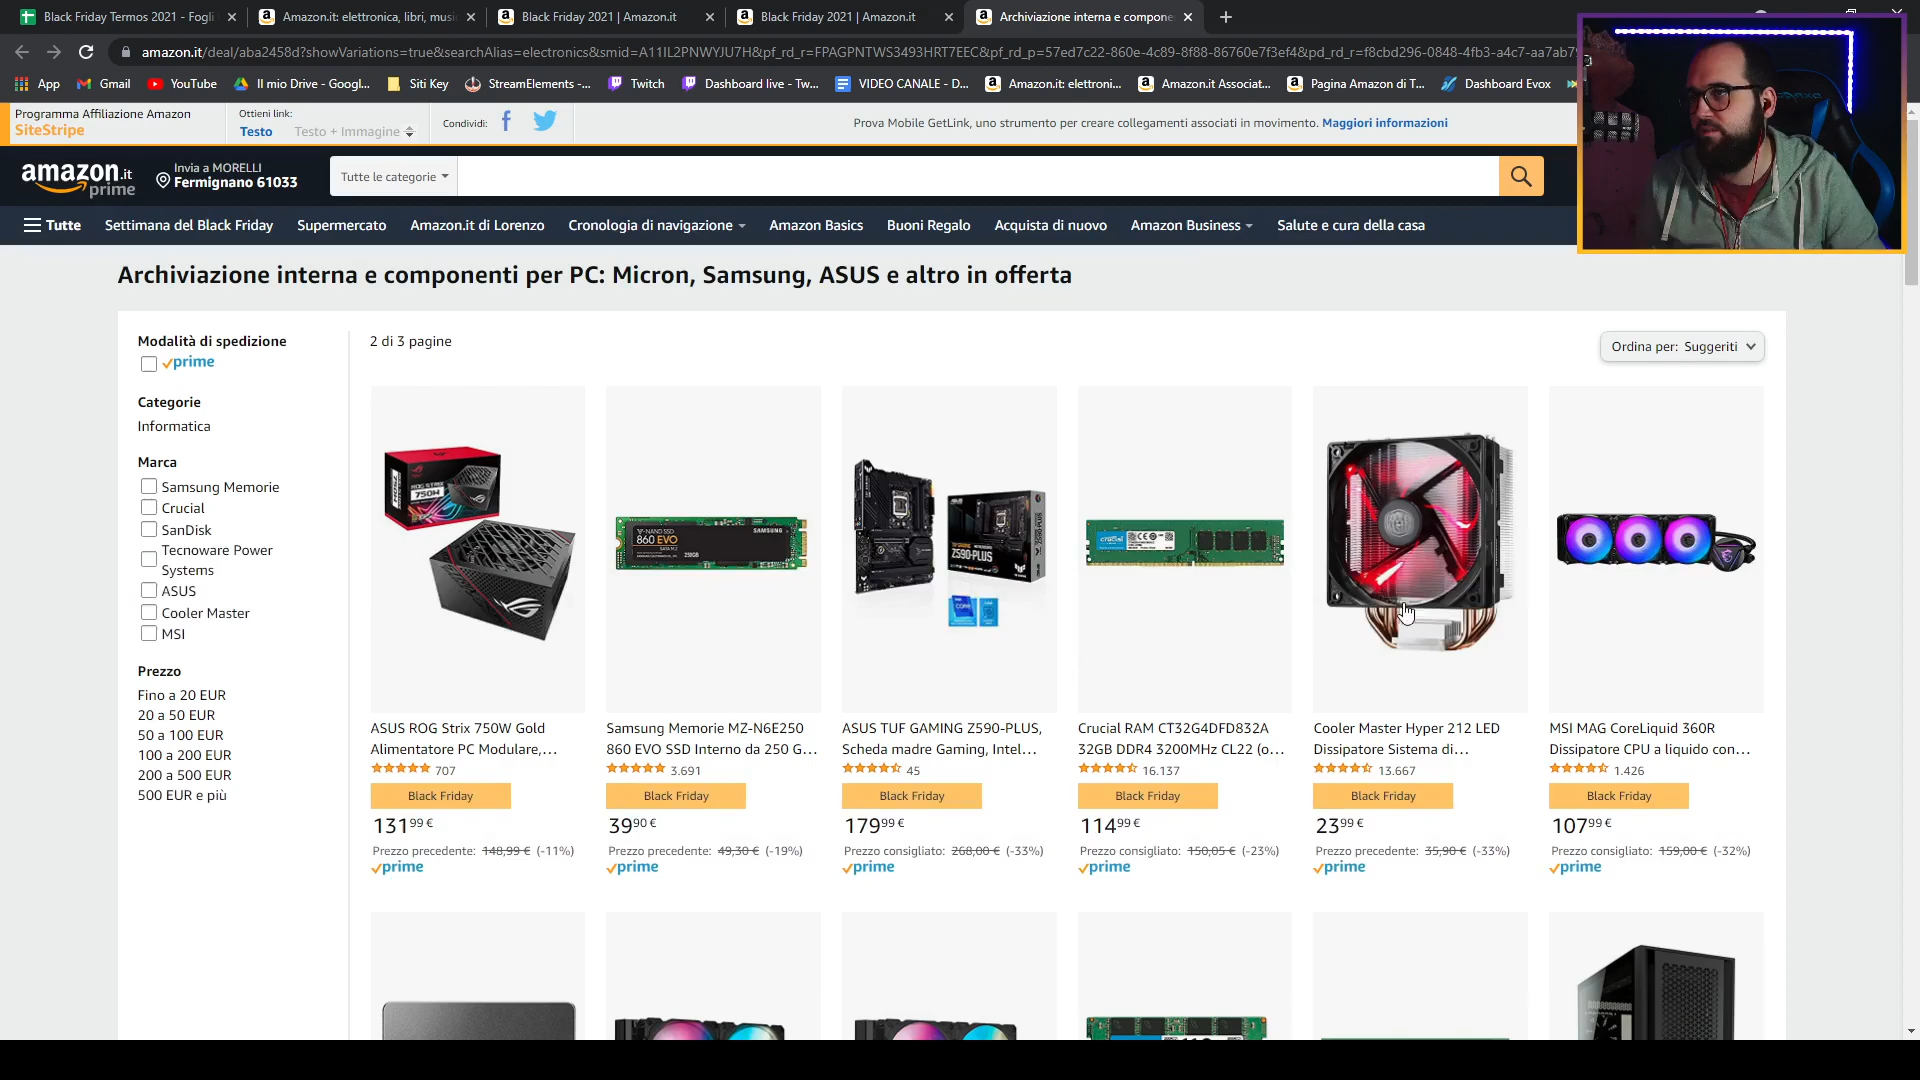 Black Friday Termos 2021 - Fogli
Amazon.it: elettronica, libri, musi
Black Friday 2021 | Amazon.it
Black Friday 2021 | Amazon.it
Archiviazione interna e compone
amazon.it/deal/aba2458d?showVariations=true&searchAlias=electronics&smid=A11IL2PNWYJU7H&pf_rd_r=FPAGPNTWS3493HRT7EEC&pf_rd_p=57ed7c22-860e-4c89-8f88-86760e7f3ef4&pd_rd_r=f8cbd296-0848-4fb3-a4c7-aa7ab79
App
Gmail
YouTube
Il mio Drive - Googl...
Siti Key
StreamElements -...
Twitch
Dashboard live - Tw...
VIDEO CANALE - D...
Amazon.it: elettroni...
Amazon.it Associat...
Pagina Amazon di T...
Dashboard Evox
Programma Affiliazione Amazon
SiteStripe
Ottieni link:
Testo
Testo + Immagine
Condividi:
Prova Mobile GetLink, uno strumento per creare collegamenti associati in movimento. Maggiori informazioni
amazon.it
prime
Invia a MORELLI
Fermignano 61033
Tutte le categorie
Tutte
Settimana del Black Friday
Supermercato
Amazon.it di Lorenzo
Cronologia di navigazione
Amazon Basics
Buoni Regalo
Acquista di nuovo
Amazon Business
Salute e cura della casa
Archiviazione interna e componenti per PC: Micron, Samsung, ASUS e altro in offerta
Modalità di spedizione
prime
Categorie
Informatica
Marca
Samsung Memorie
Crucial
SanDisk
Tecnoware Power
Systems
ASUS
Cooler Master
MSI
Prezzo
Fino a 20 EUR
20 a 50 EUR
50 a 100 EUR
100 a 200 EUR
200 a 500 EUR
500 EUR e più
2 di 3 pagine
Ordina per: Suggeriti
ASUS ROG Strix 750W Gold
Alimentatore PC Modulare,...
707
Black Friday
131 99 €
Prezzo precedente: 148,99 € (-11%)
prime
V-NAND SSD
860 EVO
SAMSUNG
Samsung Memorie MZ-N6E250
860 EVO SSD Interno da 250 G...
3.691
Black Friday
39 90 €
Prezzo precedente: 49,30 € (-19%)
prime
Z590-PLUS
ASUS TUF GAMING Z590-PLUS,
Scheda madre Gaming, Intel...
45
Black Friday
179 99 €
Prezzo consigliato: 268,00 € (-33%)
prime
crucial
Crucial RAM CT32G4DFD832A
32GB DDR4 3200MHz CL22 (o...
16.137
Black Friday
114 99 €
Prezzo consigliato: 150,05 € (-23%)
prime
Cooler Master Hyper 212 LED
Dissipatore Sistema di...
13.667
Black Friday
23 99 €
Prezzo precedente: 35,90 € (-33%)
prime
MSI MAG CoreLiquid 360R
Dissipatore CPU a liquido con...
1.426
Black Friday
107 99 €
Prezzo consigliato: 159,00 € (-32%)
prime